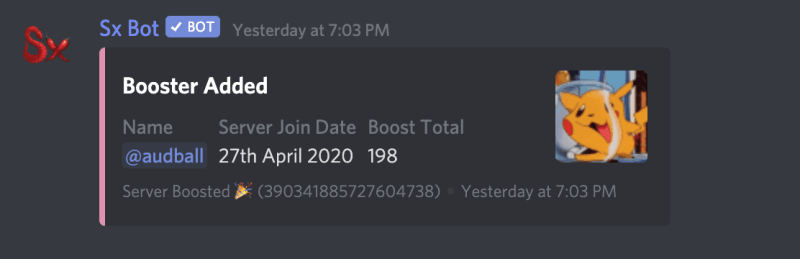 Sx
Sx Bot ✓ BOT Yesterday at 7:03 PM
Booster Added
Name Server Join Date Boost Total
@audball 27th April 2020 198
Server Boosted 🎉 (390341885727604738) • Yesterday at 7:03 PM